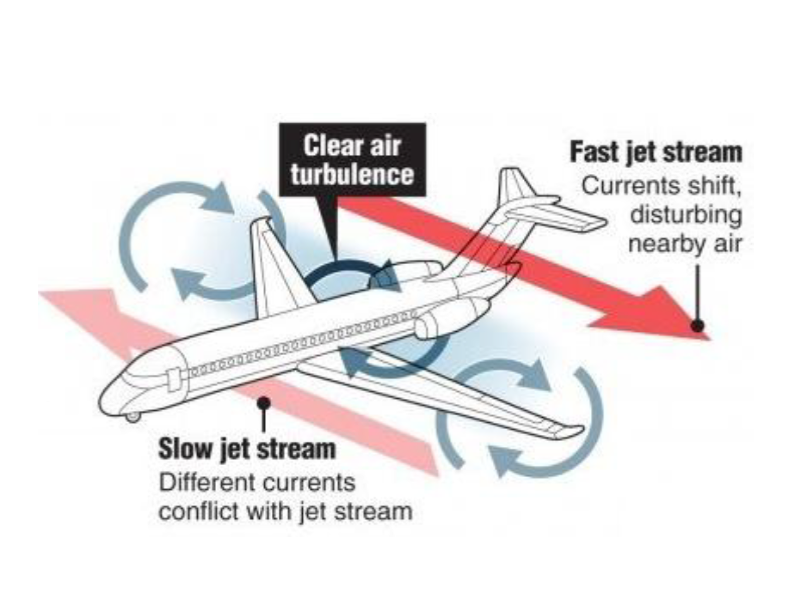 Clear air
turbulence
Fast jet stream
Currents shift,
disturbing
nearby air
Slow jet stream
Different currents
conflict with jet stream